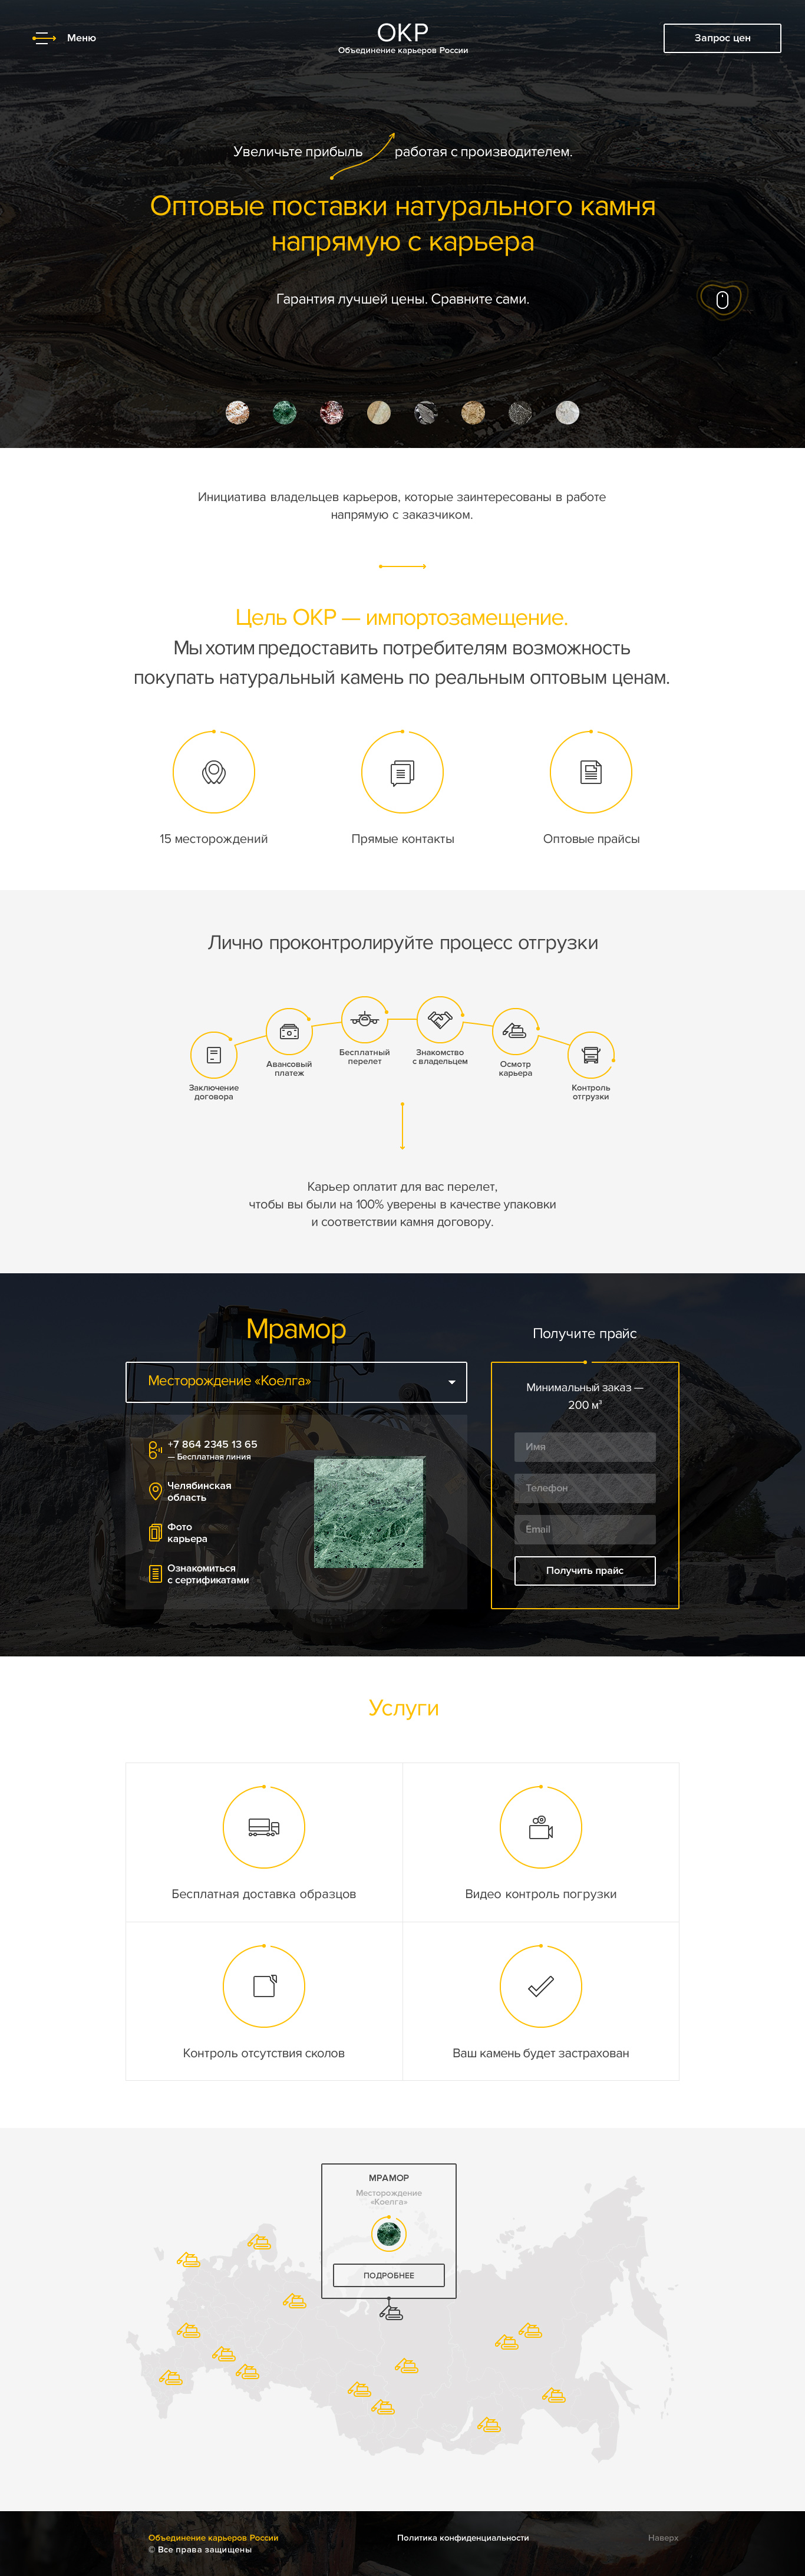 Меню
ОКР
Объединение карьеров России
Запрос цен
Увеличьте прибыль работая с производителем.
Оптовые поставки натурального камня
напрямую с карьера
Гарантия лучшей цены. Сравните сами.
Инициатива владельцев карьеров, которые заинтересованы в работе
напрямую с заказчиком.
Цель ОКР — импортозамещение.
Мы хотим предоставить потребителям возможность
покупать натуральный камень по реальным оптовым ценам.
15 месторождений
Прямые контакты
Оптовые прайсы
Лично проконтролируйте процесс отгрузки
Заключение
договора
Авансовый
платеж
Бесплатный
перелет
Знакомство
с владельцем
Осмотр
карьера
Контроль
отгрузки
Карьер оплатит для вас перелет,
чтобы вы были на 100% уверены в качестве упаковки
и соответствии камня договору.
Мрамор
Месторождение «Коелга»
+7 864 2345 13 65
— Бесплатная линия
Челябинская
область
Фото
карьера
Ознакомиться
с сертификатами
Получите прайс
Минимальный заказ —
200 м³
Имя
Телефон
Email
Получить прайс
Услуги
Бесплатная доставка образцов
Видео контроль погрузки
Контроль отсутствия сколов
Ваш камень будет застрахован
МРАМОР
Месторождение
«Коелга»
ПОДРОБНЕЕ
Объединение карьеров России
© Все права защищены
Политика конфиденциальности
Наверх